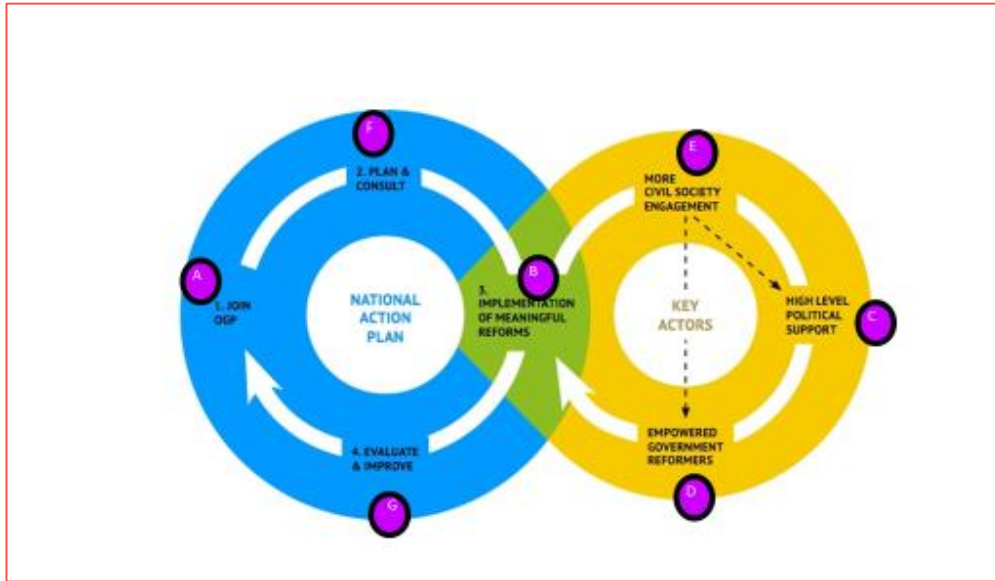 F
2. PLAN &
CONSULT
E
MORE
CIVIL SOCIETY
ENGAGEMENT
A
1. JOIN
OGP
NATIONAL
ACTION
PLAN
B
3.
IMPLEMENTATION
OF MEANINGFUL
REFORMS
KEY
ACTORS
HIGH LEVEL
POLITICAL
SUPPORT
C
4. EVALUATE
& IMPROVE
G
EMPOWERED
GOVERNMENT
REFORMERS
D